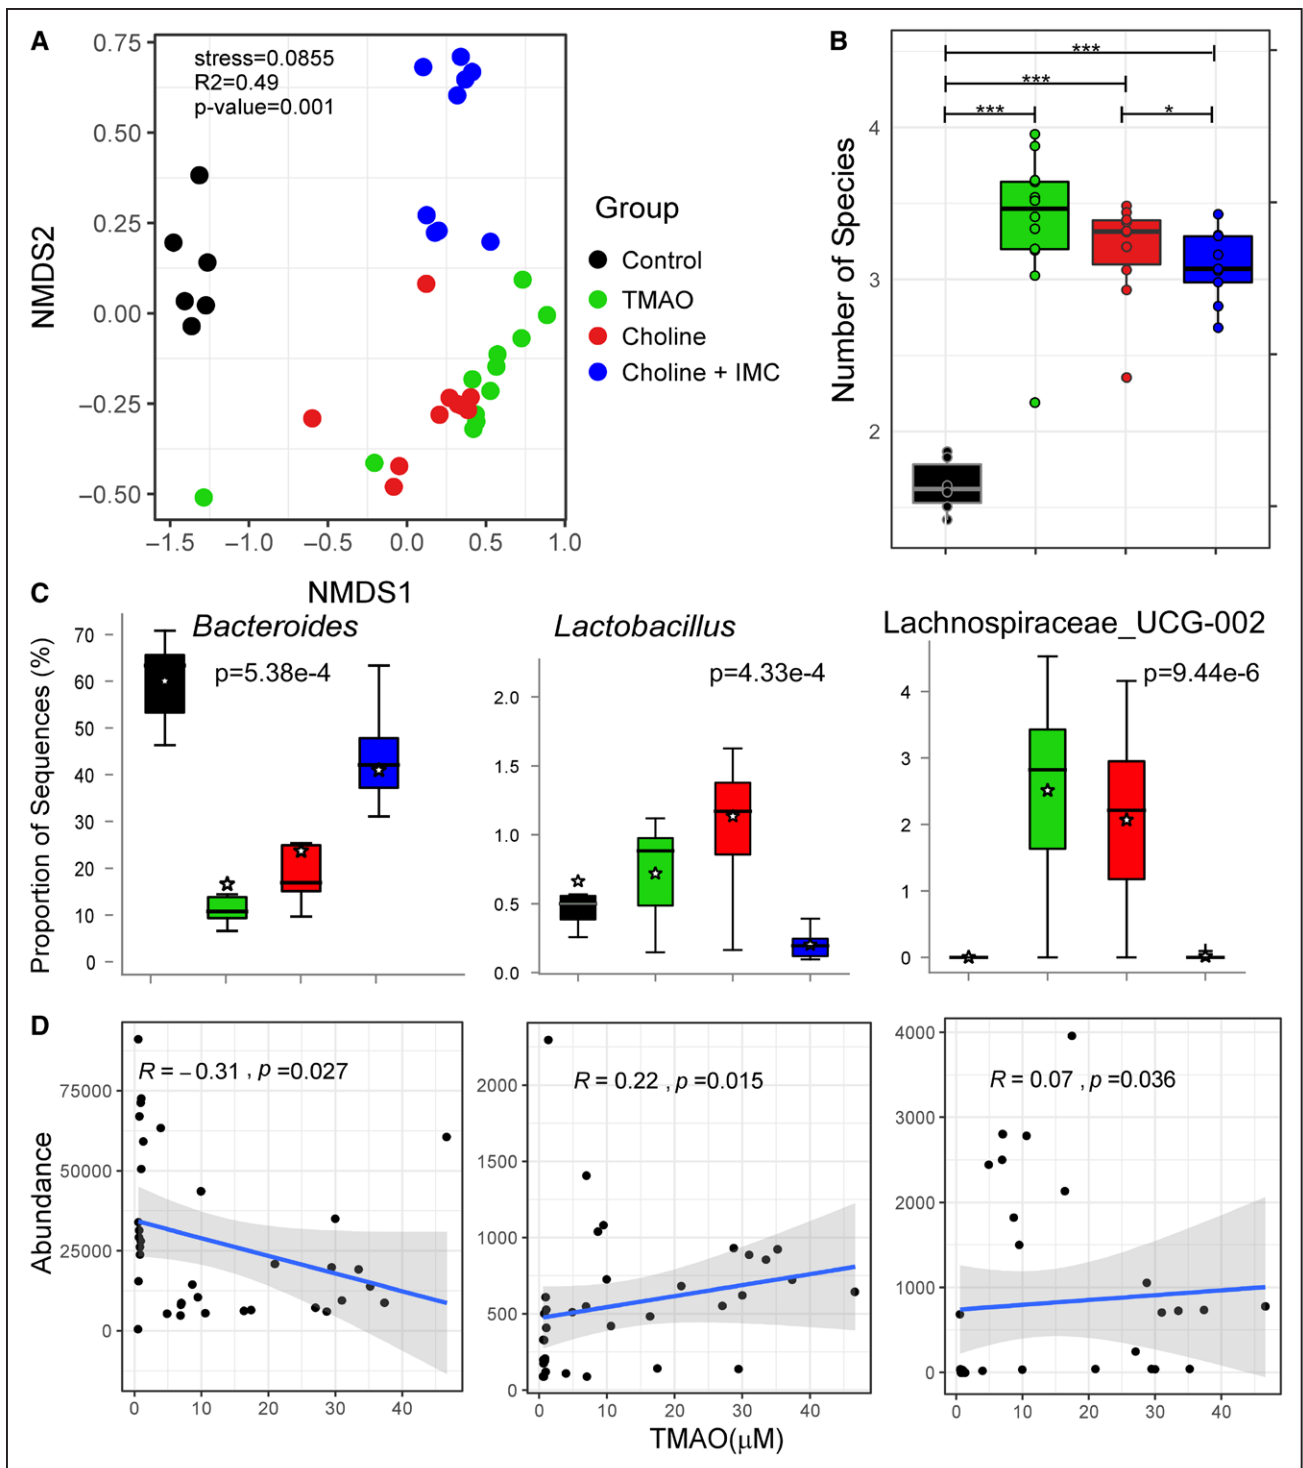 A
stress=0.0855
R2=0.49
p-value=0.001
NMDS2
0.75
0.50
0.25
0.00
−0.25
−0.50
−1.5 −1.0 −0.5 0.0 0.5 1.0
NMDS1
Group
Control
TMAO
Choline
Choline + IMC
B
Number of Species
4
3
2
***
***
*** *
C
Proportion of Sequences (%)
Bacteroides
p=5.38e-4
70
60
50
40
30
20
10
0
Lactobacillus
p=4.33e-4
2.0
1.5
1.0
0.5
0.0
Lachnospiraceae_UCG-002
p=9.44e-6
4
3
2
1
0
D
Abundance
R = −0.31 , p =0.027
75000
50000
25000
0
0 10 20 30 40
R = 0.22 , p =0.015
2000
1500
1000
500
0
0 10 20 30 40
R = 0.07 , p =0.036
4000
3000
2000
1000
0
0 10 20 30 40
TMAO(μM)